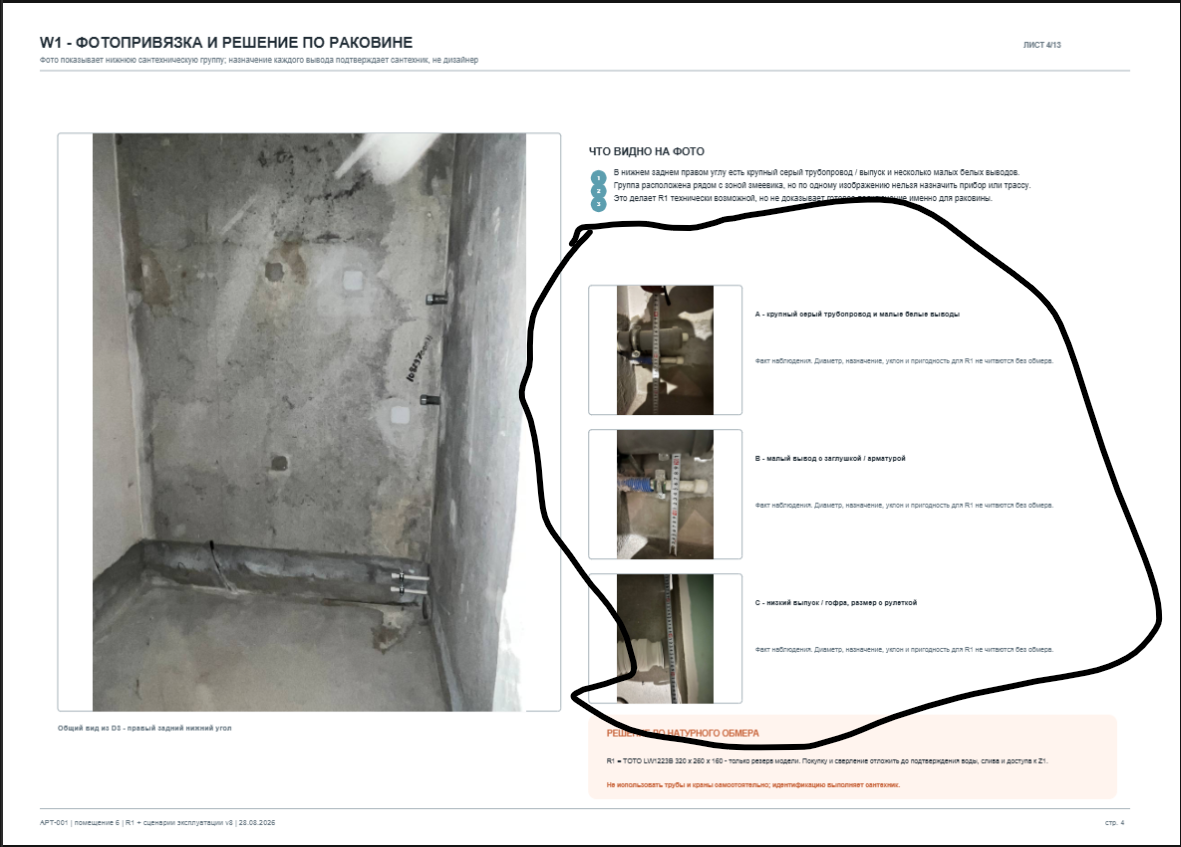 W1 - ФОТОПРИВЯЗКА И РЕШЕНИЕ ПО РАКОВИНЕ
ЛИСТ 4/13
Фото показывает нижнюю сантехническую группу; назначение каждого вывода подтверждает сантехник, не дизайнер
ЧТО ВИДНО НА ФОТО
1 В нижнем заднем правом углу есть крупный серый трубопровод / выпуск и несколько малых белых выводов.
2 Группа расположена рядом с зоной змеевика, но по одному изображению нельзя назначить прибор или трассу.
3 Это делает R1 технически возможной, но не доказывает именно для раковины.
A - крупный серый трубопровод и малые белые выводы
Факт наблюдения. Диаметр, назначение, уклон и пригодность для R1 не читаются без обмера.
B - малый вывод с заглушкой / арматурой
Факт наблюдения. Диаметр, назначение, уклон и пригодность для R1 не читаются без обмера.
C - низкий выпуск / гофра, размер с рулеткой
Факт наблюдения. Диаметр, назначение, уклон и пригодность для R1 не читаются без обмера.
Общий вид из D3 - правый задний нижний угол
РЕШЕНИЕ ДО НАТУРНОГО ОБМЕРА
R1 = TOTO LW1223B 320 x 260 x 160 - только резерв модели. Покупку и сверление отложить до подтверждения воды, слива и доступа к Z1.
Не использовать трубы и краны самостоятельно; идентификацию выполняет сантехник.
АРТ-001 | помещение 6 | R1 + сценарии эксплуатации v8 | 28.08.2026
стр. 4